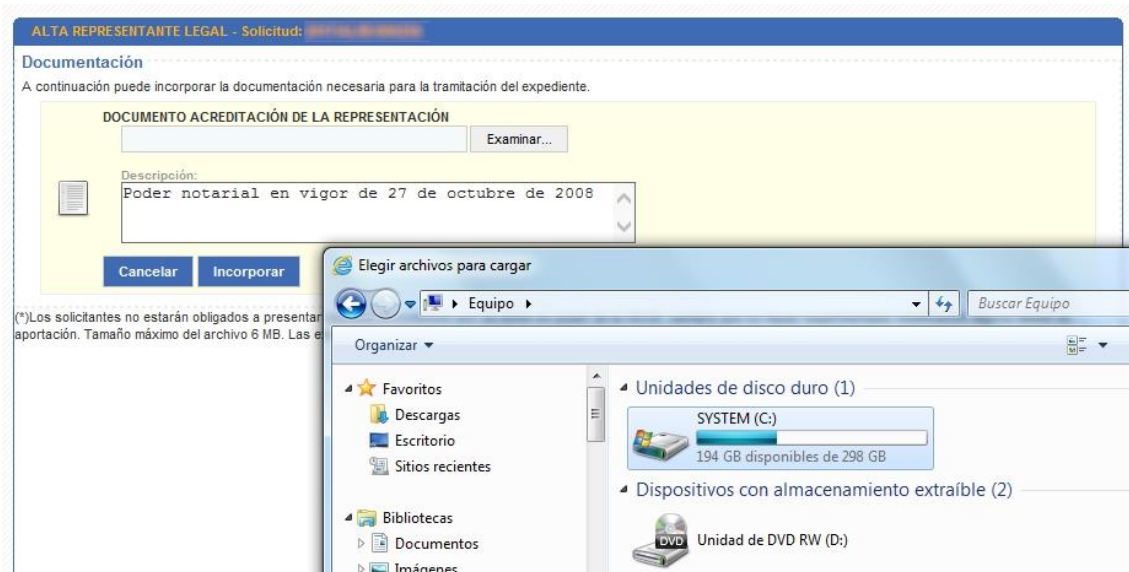 ALTA REPRESENTANTE LEGAL - Solicitud:
Documentación
A continuación puede incorporar la documentación necesaria para la tramitación del expediente.
DOCUMENTO ACREDITACIÓN DE LA REPRESENTACIÓN
Examinar...
Descripción:
Poder notarial en vigor de 27 de octubre de 2008
Cancelar Incorporar
(*)Los solicitantes no estarán obligados a presentar
aportación. Tamaño máximo del archivo 6 MB. Las
Elegir archivos para cargar
Equipo
Buscar Equipo
Organizar
Favoritos
Descargas
Escritorio
Sitios recientes
Bibliotecas
Documentos
Imágenes
Unidades de disco duro (1)
SYSTEM (C:)
194 GB disponibles de 298 GB
Dispositivos con almacenamiento extraíble (2)
DVD
Unidad de DVD RW (D:)